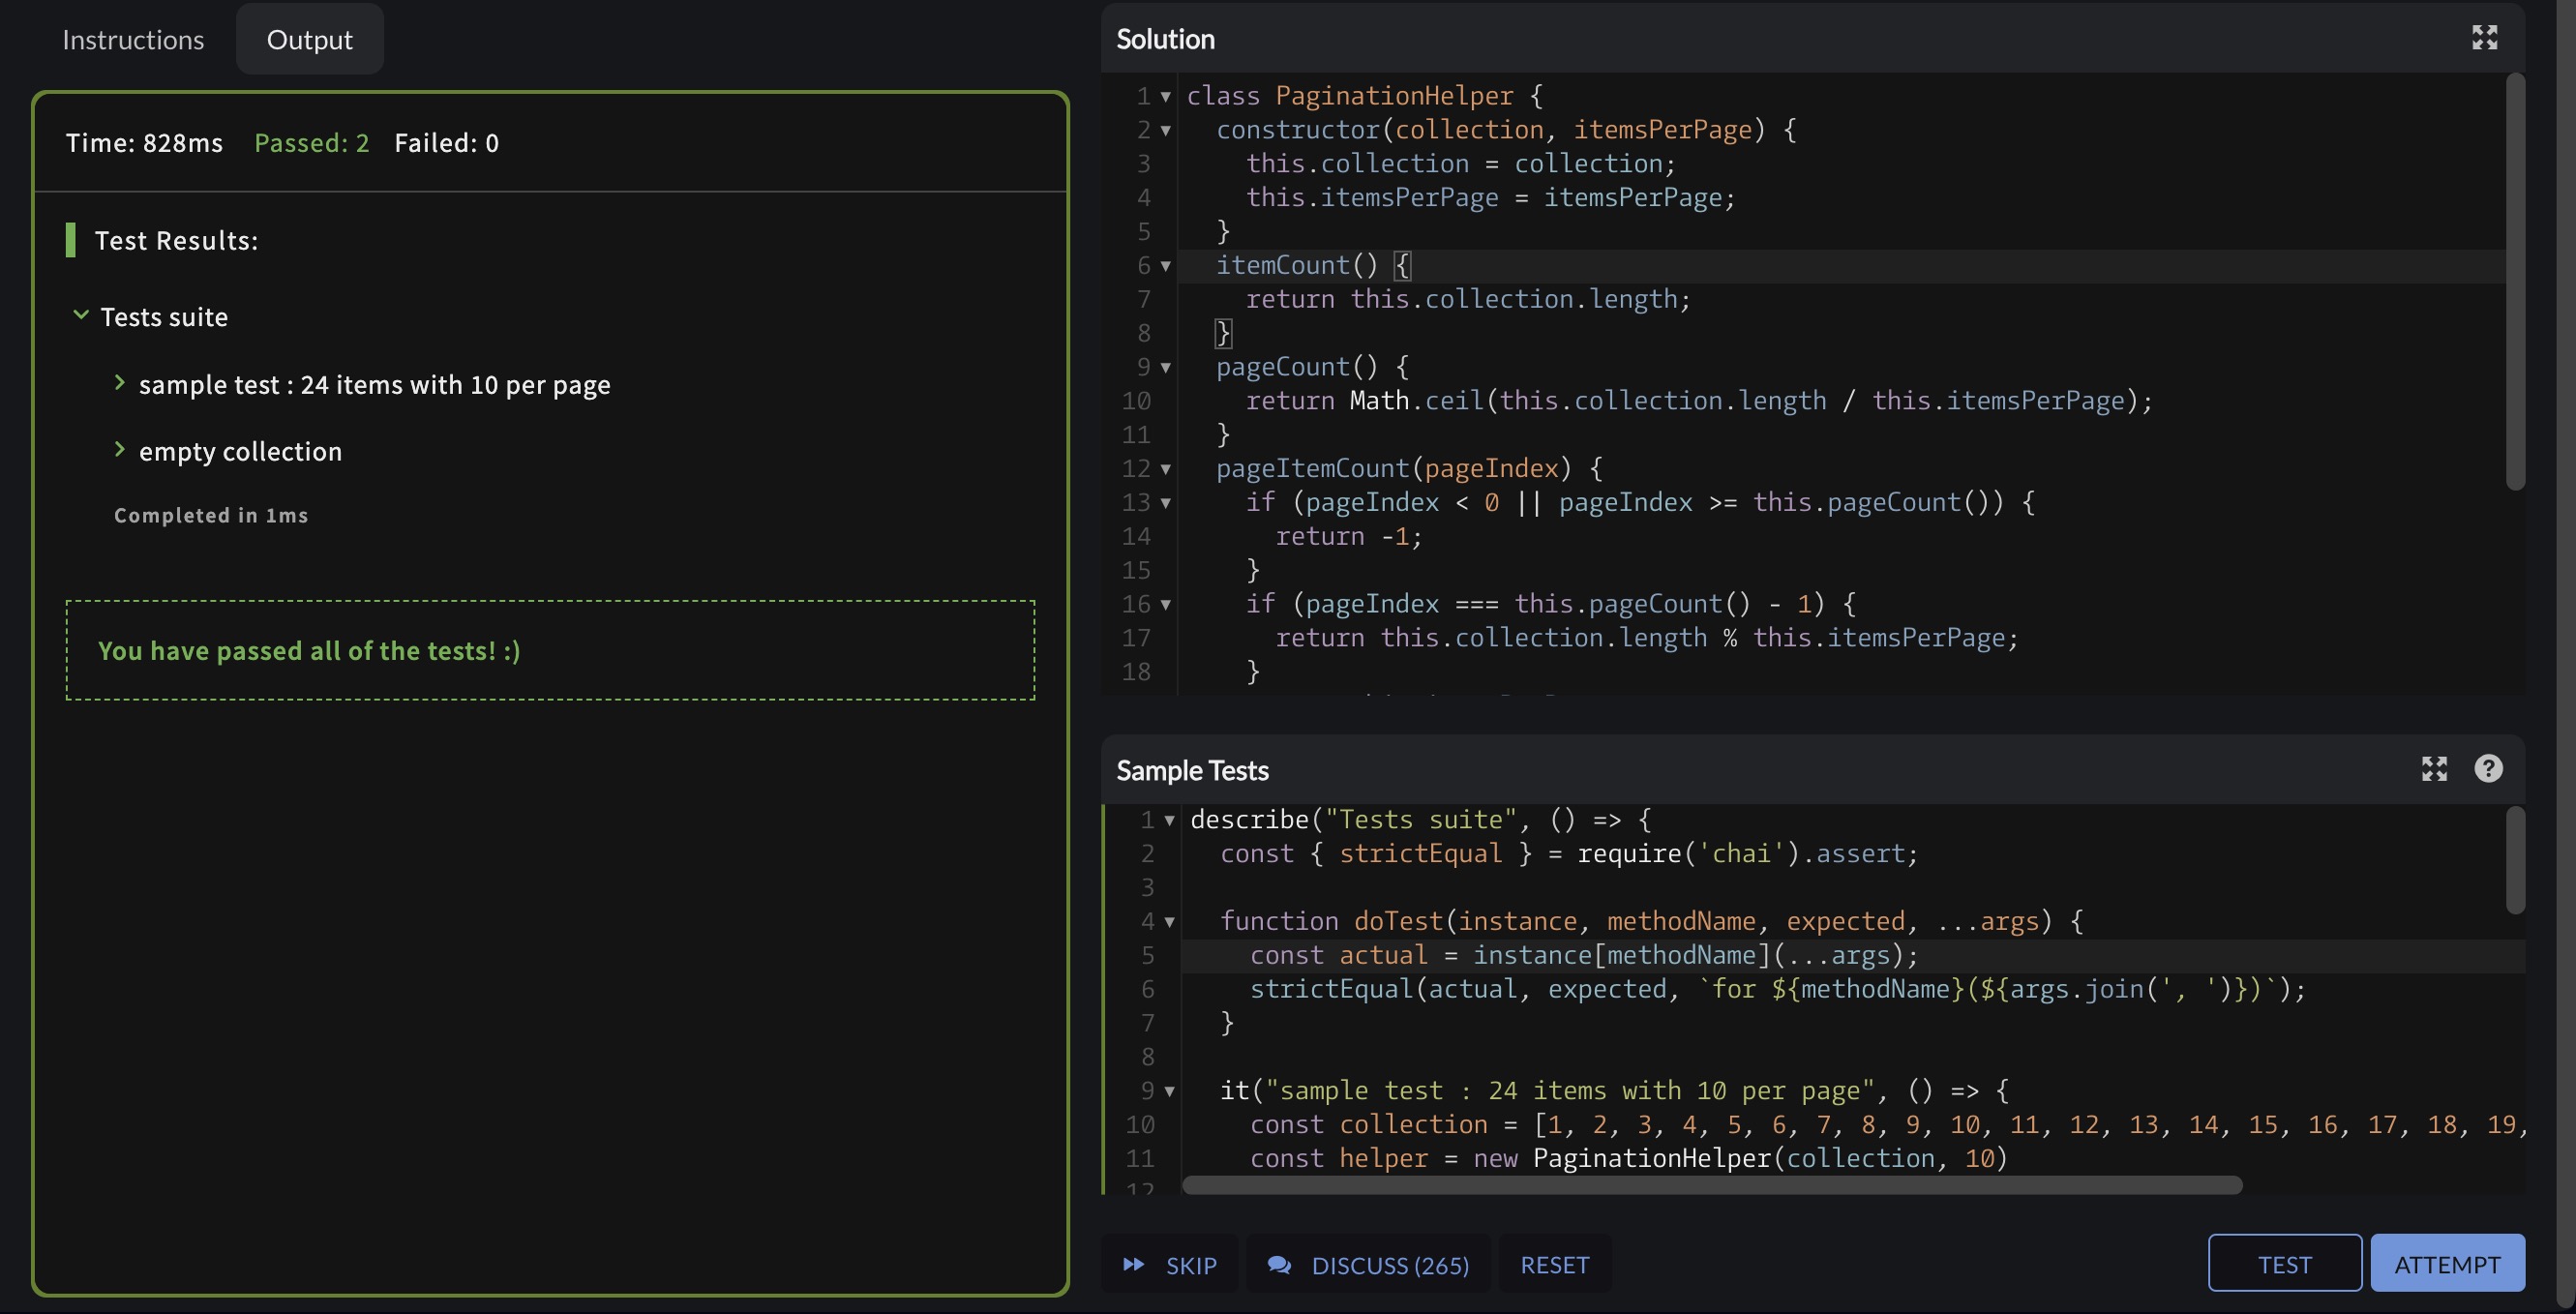 Instructions
Output
Time: 828ms Passed: 2 Failed: 0
Test Results:
Tests suite
sample test : 24 items with 10 per page
empty collection
Completed in 1ms
You have passed all of the tests! :)
Solution
1 class PaginationHelper {
2 constructor(collection, itemsPerPage) {
3 this.collection = collection;
4 this.itemsPerPage = itemsPerPage;
5 }
6 itemCount() {
7 return this.collection.length;
8 }
9 pageCount() {
10 return Math.ceil(this.collection.length / this.itemsPerPage);
11 }
12 pageItemCount(pageIndex) {
13 if (pageIndex < 0 || pageIndex >= this.pageCount()) {
14 return -1;
15 }
16 if (pageIndex === this.pageCount() - 1) {
17 return this.collection.length % this.itemsPerPage;
18 }
Sample Tests
1 describe("Tests suite", () => {
2 const { strictEqual } = require('chai').assert;
3
4 function doTest(instance, methodName, expected, ...args) {
5 const actual = instance[methodName](...args);
6 strictEqual(actual, expected, `for ${methodName}(${args.join(', ')})`);
7 }
8
9 it("sample test : 24 items with 10 per page", () => {
10 const collection = [1, 2, 3, 4, 5, 6, 7, 8, 9, 10, 11, 12, 13, 14, 15, 16, 17, 18, 19,
11 const helper = new PaginationHelper(collection, 10)
12
SKIP
DISCUSS (265)
RESET
TEST
ATTEMPT